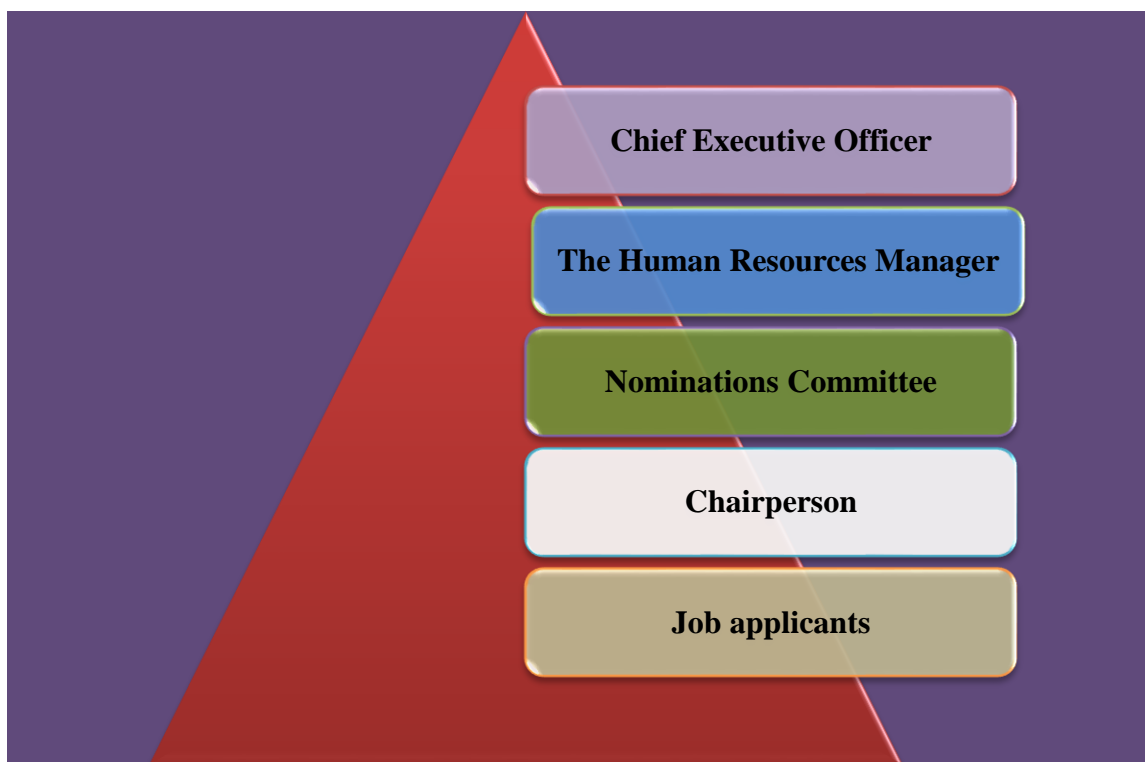 Chief Executive Officer
The Human Resources Manager
Nominations Committee
Chairperson
Job applicants